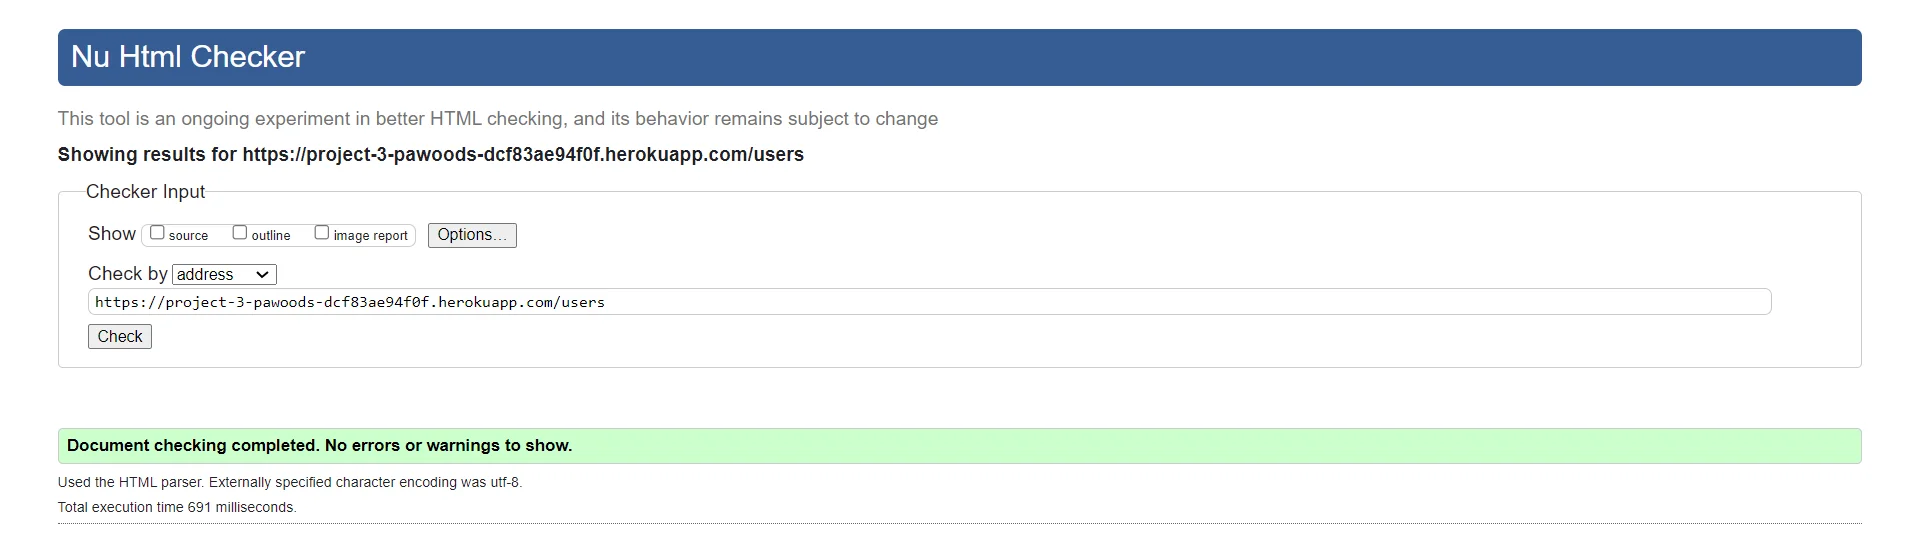 Nu Html Checker
This tool is an ongoing experiment in better HTML checking, and its behavior remains subject to change
Showing results for https://project-3-pawoods-dcf83ae94f0f.herokuapp.com/users
Checker Input
Show source outline image report Options...
Check by address
https://project-3-pawoods-dcf83ae94f0f.herokuapp.com/users
Check
Document checking completed. No errors or warnings to show.
Used the HTML parser. Externally specified character encoding was utf-8.
Total execution time 691 milliseconds.